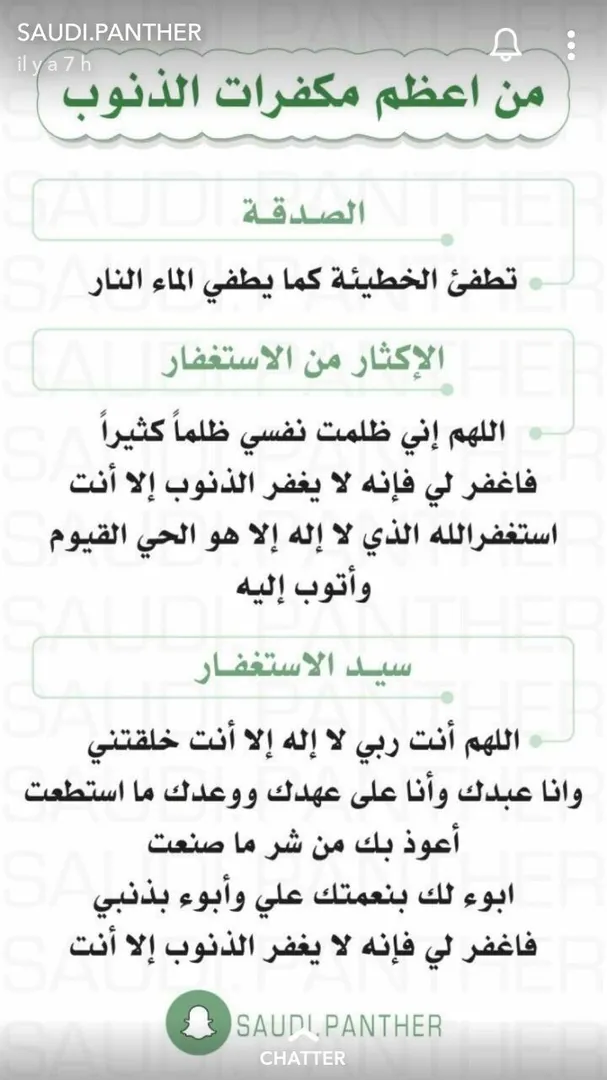 SAUDI.PANTHER
il y a 7 h
من اعظم مكفرات الذنوب
الصدقة
تطفئ الخطيئة كما يطفي الماء النار
الإكثار من الاستغفار
اللهم إني ظلمت نفسي ظلماً كثيراً
فاغفر لي فإنه لا يغفر الذنوب إلا أنت
استغفرالله الذي لا إله إلا هو الحي القيوم
وأتوب إليه
سيد الاستغفار
اللهم أنت ربي لا إله إلا أنت خلقتني
وانا عبدك وأنا على عهدك ووعدك ما استطعت
أعوذ بك من شر ما صنعت
ابوء لك بنعمتك علي وأبوء بذنبي
فاغفر لي فإنه لا يغفر الذنوب إلا أنت
SAUDI.PANTHER
CHATTER